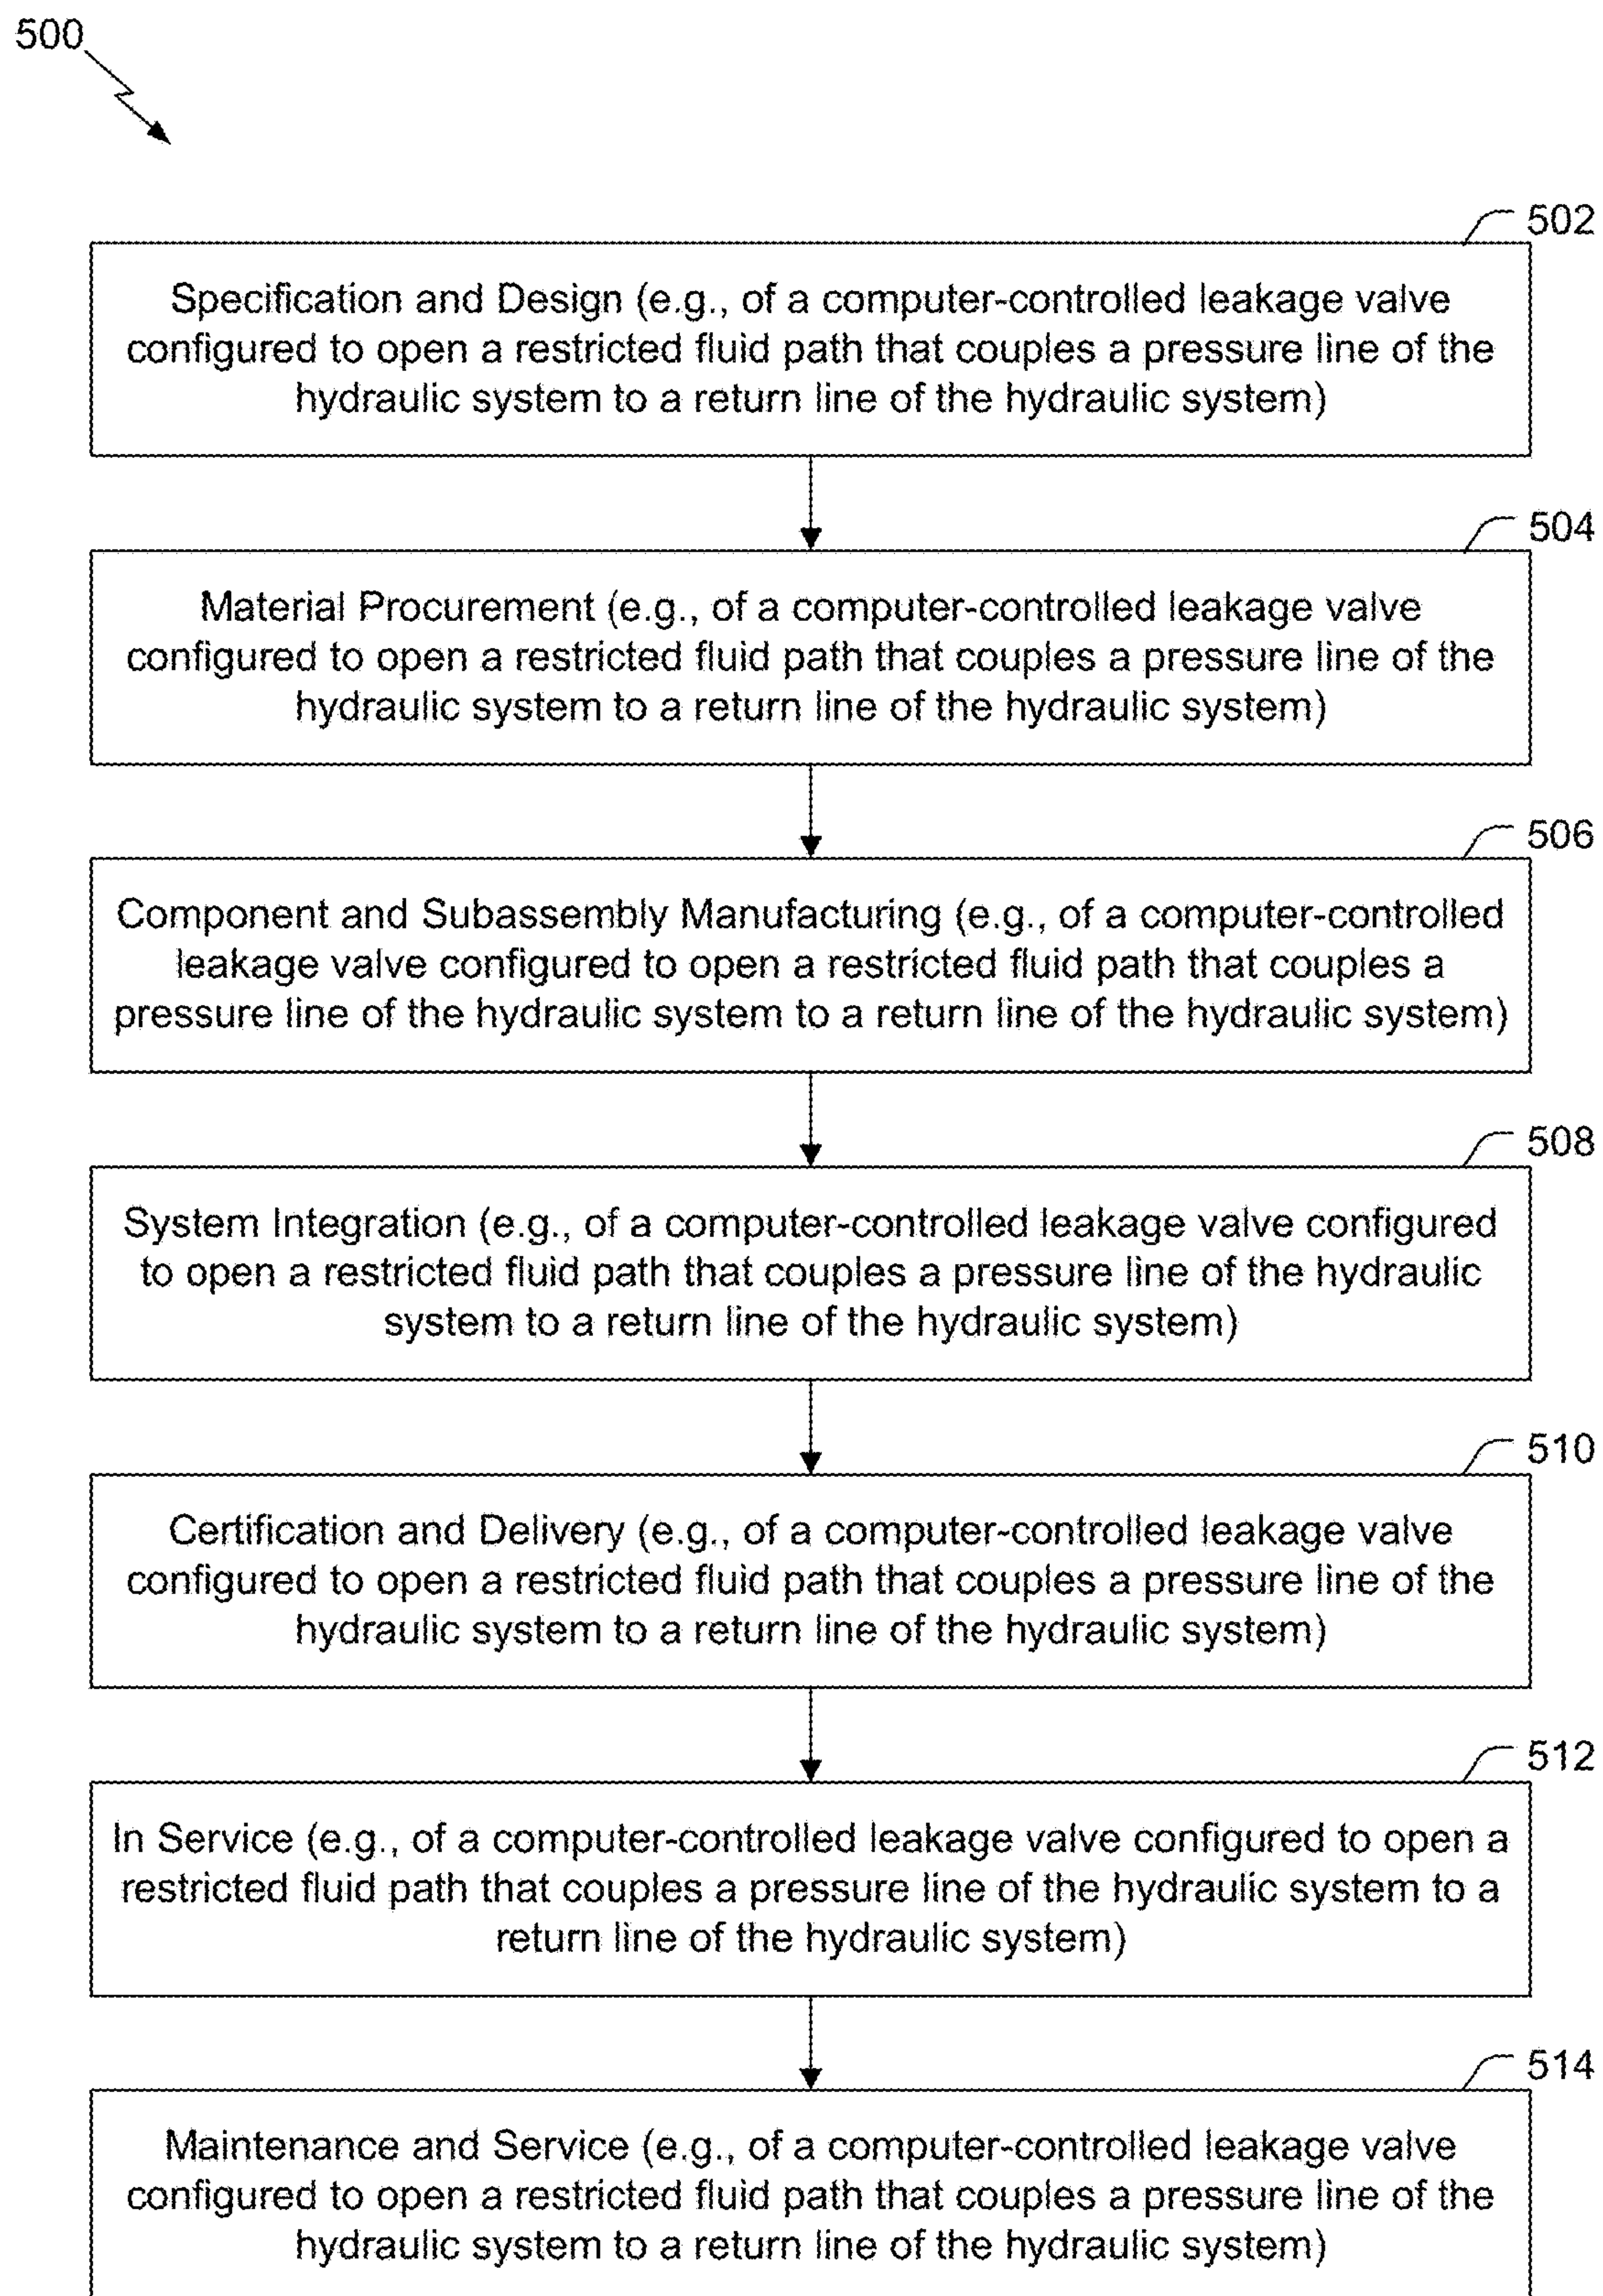 500
502
Specification and Design (e.g., of a computer-controlled leakage valve
configured to open a restricted fluid path that couples a pressure line of the
hydraulic system to a return line of the hydraulic system)
504
Material Procurement (e.g., of a computer-controlled leakage valve
configured to open a restricted fluid path that couples a pressure line of the
hydraulic system to a return line of the hydraulic system)
506
Component and Subassembly Manufacturing (e.g., of a computer-controlled
leakage valve configured to open a restricted fluid path that couples a
pressure line of the hydraulic system to a return line of the hydraulic system)
508
System Integration (e.g., of a computer-controlled leakage valve configured
to open a restricted fluid path that couples a pressure line of the hydraulic
system to a return line of the hydraulic system)
510
Certification and Delivery (e.g., of a computer-controlled leakage valve
configured to open a restricted fluid path that couples a pressure line of the
hydraulic system to a return line of the hydraulic system)
512
In Service (e.g., of a computer-controlled leakage valve configured to open a
restricted fluid path that couples a pressure line of the hydraulic system to a
return line of the hydraulic system)
514
Maintenance and Service (e.g., of a computer-controlled leakage valve
configured to open a restricted fluid path that couples a pressure line of the
hydraulic system to a return line of the hydraulic system)